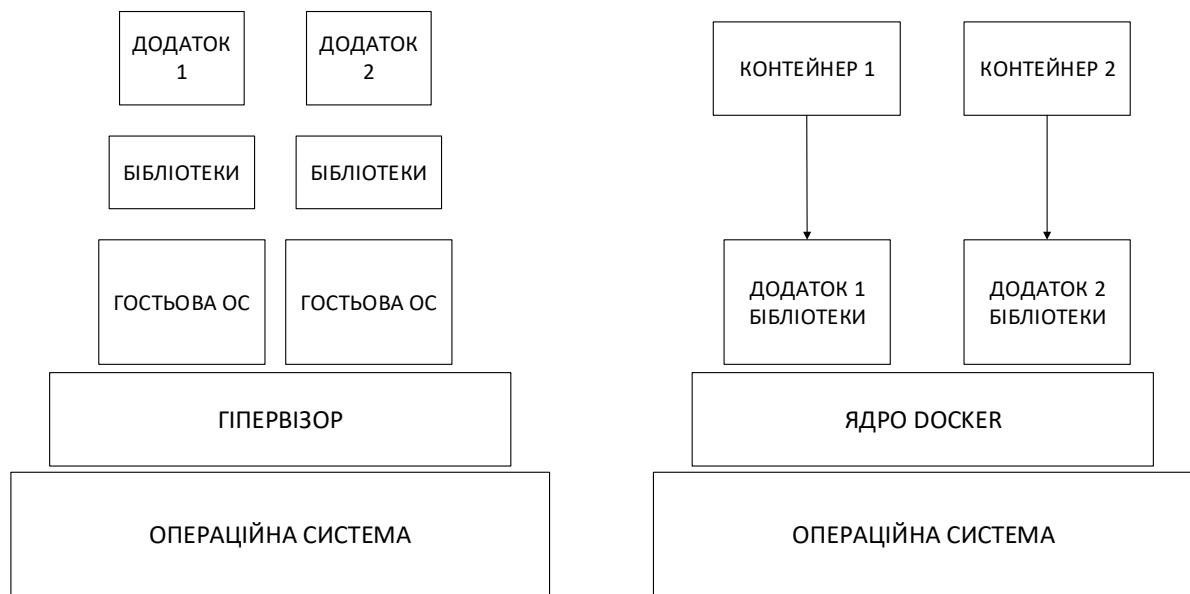 ДОДАТОК
1
ДОДАТОК
2
БІБЛІОТЕКИ
БІБЛІОТЕКИ
ГОСТЬОВА ОС
ГОСТЬОВА ОС
ГІПЕРВІЗОР
ОПЕРАЦІЙНА СИСТЕМА
КОНТЕЙНЕР 1
КОНТЕЙНЕР 2
ДОДАТОК 1
БІБЛІОТЕКИ
ДОДАТОК 2
БІБЛІОТЕКИ
ЯДРО DOCKER
ОПЕРАЦІЙНА СИСТЕМА